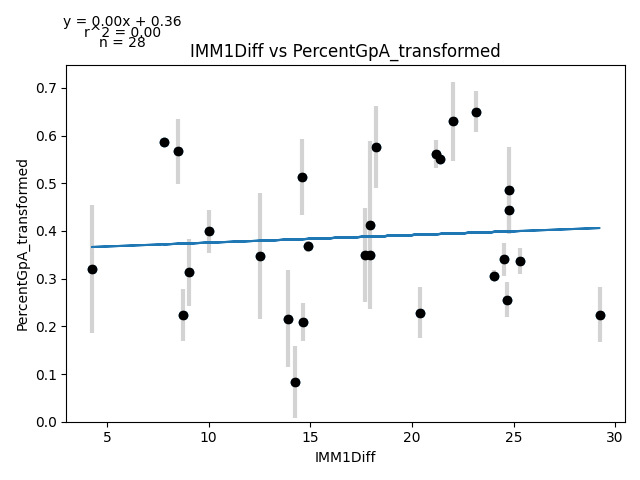 y = 0.00x + 0.36
r^2 = 0.00
n = 28
IMM1Diff vs PercentGpA_transformed
PercentGpA_transformed
0.7
0.6
0.5
0.4
0.3
0.2
0.1
0.0
5
10
15
20
25
30
IMM1Diff